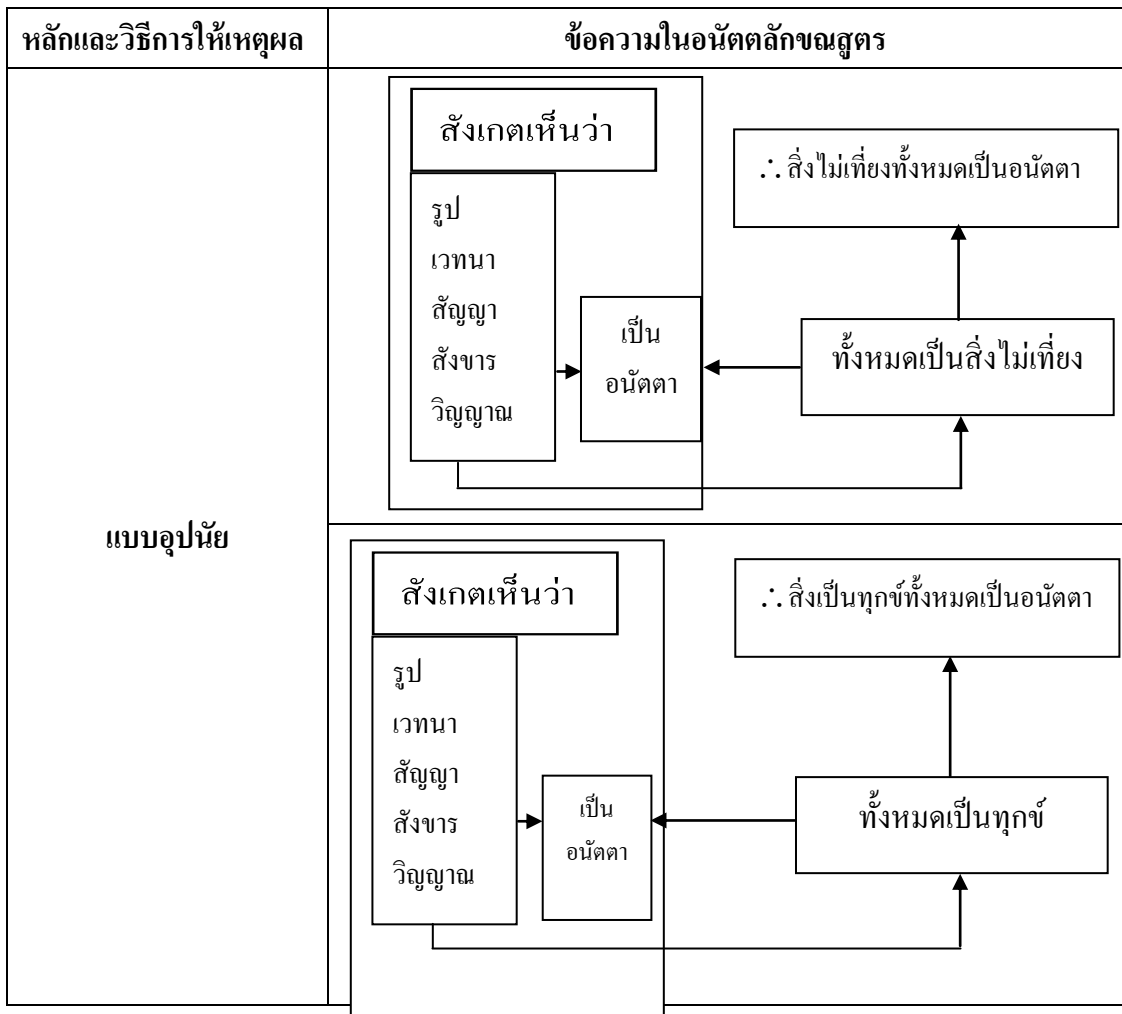 หลักและวิธีการให้เหตุผล
ข้อความในอนัตตลักขณสูตร
แบบอุปนัย
สังเกตเห็นว่า
รูป
เวทนา
สัญญา
สังขาร
วิญญาณ
เป็น
อนัตตา
ทั้งหมดเป็นสิ่งไม่เที่ยง
∴ สิ่งไม่เที่ยงทั้งหมดเป็นอนัตตา
สังเกตเห็นว่า
รูป
เวทนา
สัญญา
สังขาร
วิญญาณ
เป็น
อนัตตา
ทั้งหมดเป็นทุกข์
∴ สิ่งเป็นทุกข์ทั้งหมดเป็นอนัตตา